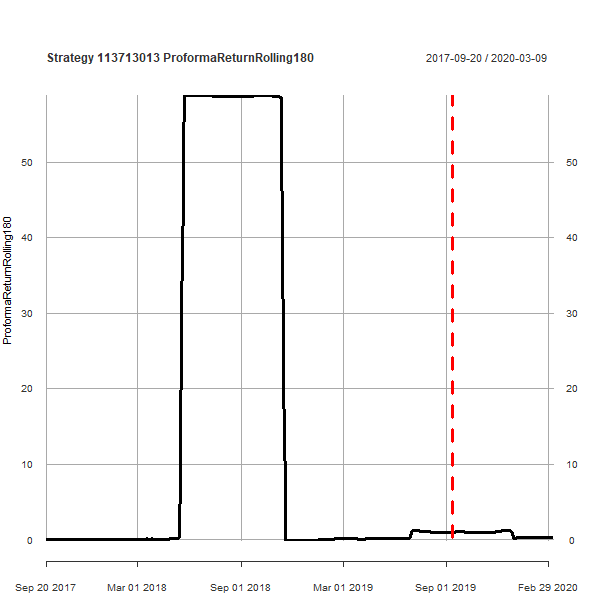 Strategy 113713013 ProformaReturnRolling180
2017-09-20 / 2020-03-09
ProformaReturnRolling180
50
40
30
20
10
0
50
40
30
20
10
0
Sep 20 2017
Mar 01 2018
Sep 01 2018
Mar 01 2019
Sep 01 2019
Feb 29 2020